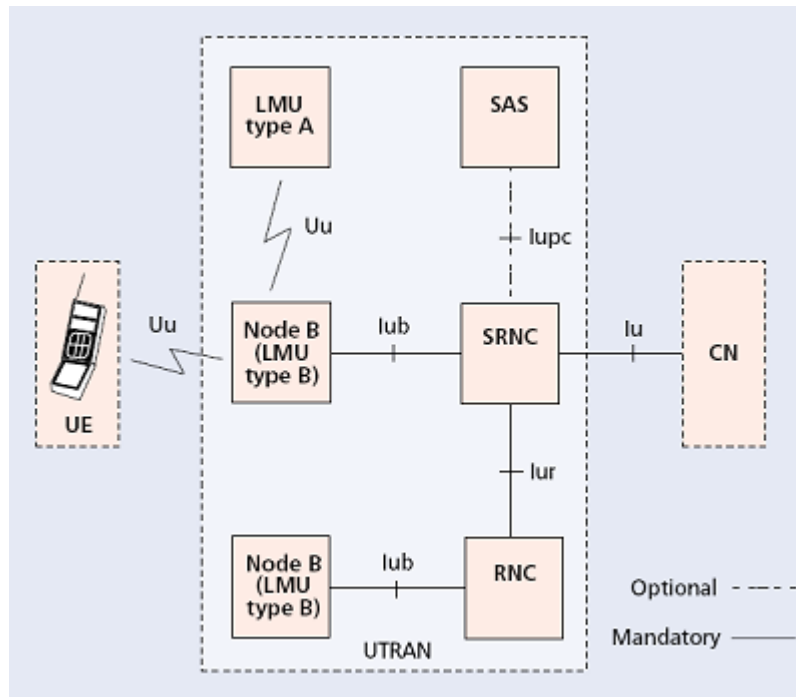 LMU
type A
SAS
Uu
Iupc
UE
Uu
Node B
(LMU
type B)
Iub
SRNC
Iu
CN
Iur
Node B
(LMU
type B)
Iub
RNC
UTRAN
Optional
Mandatory